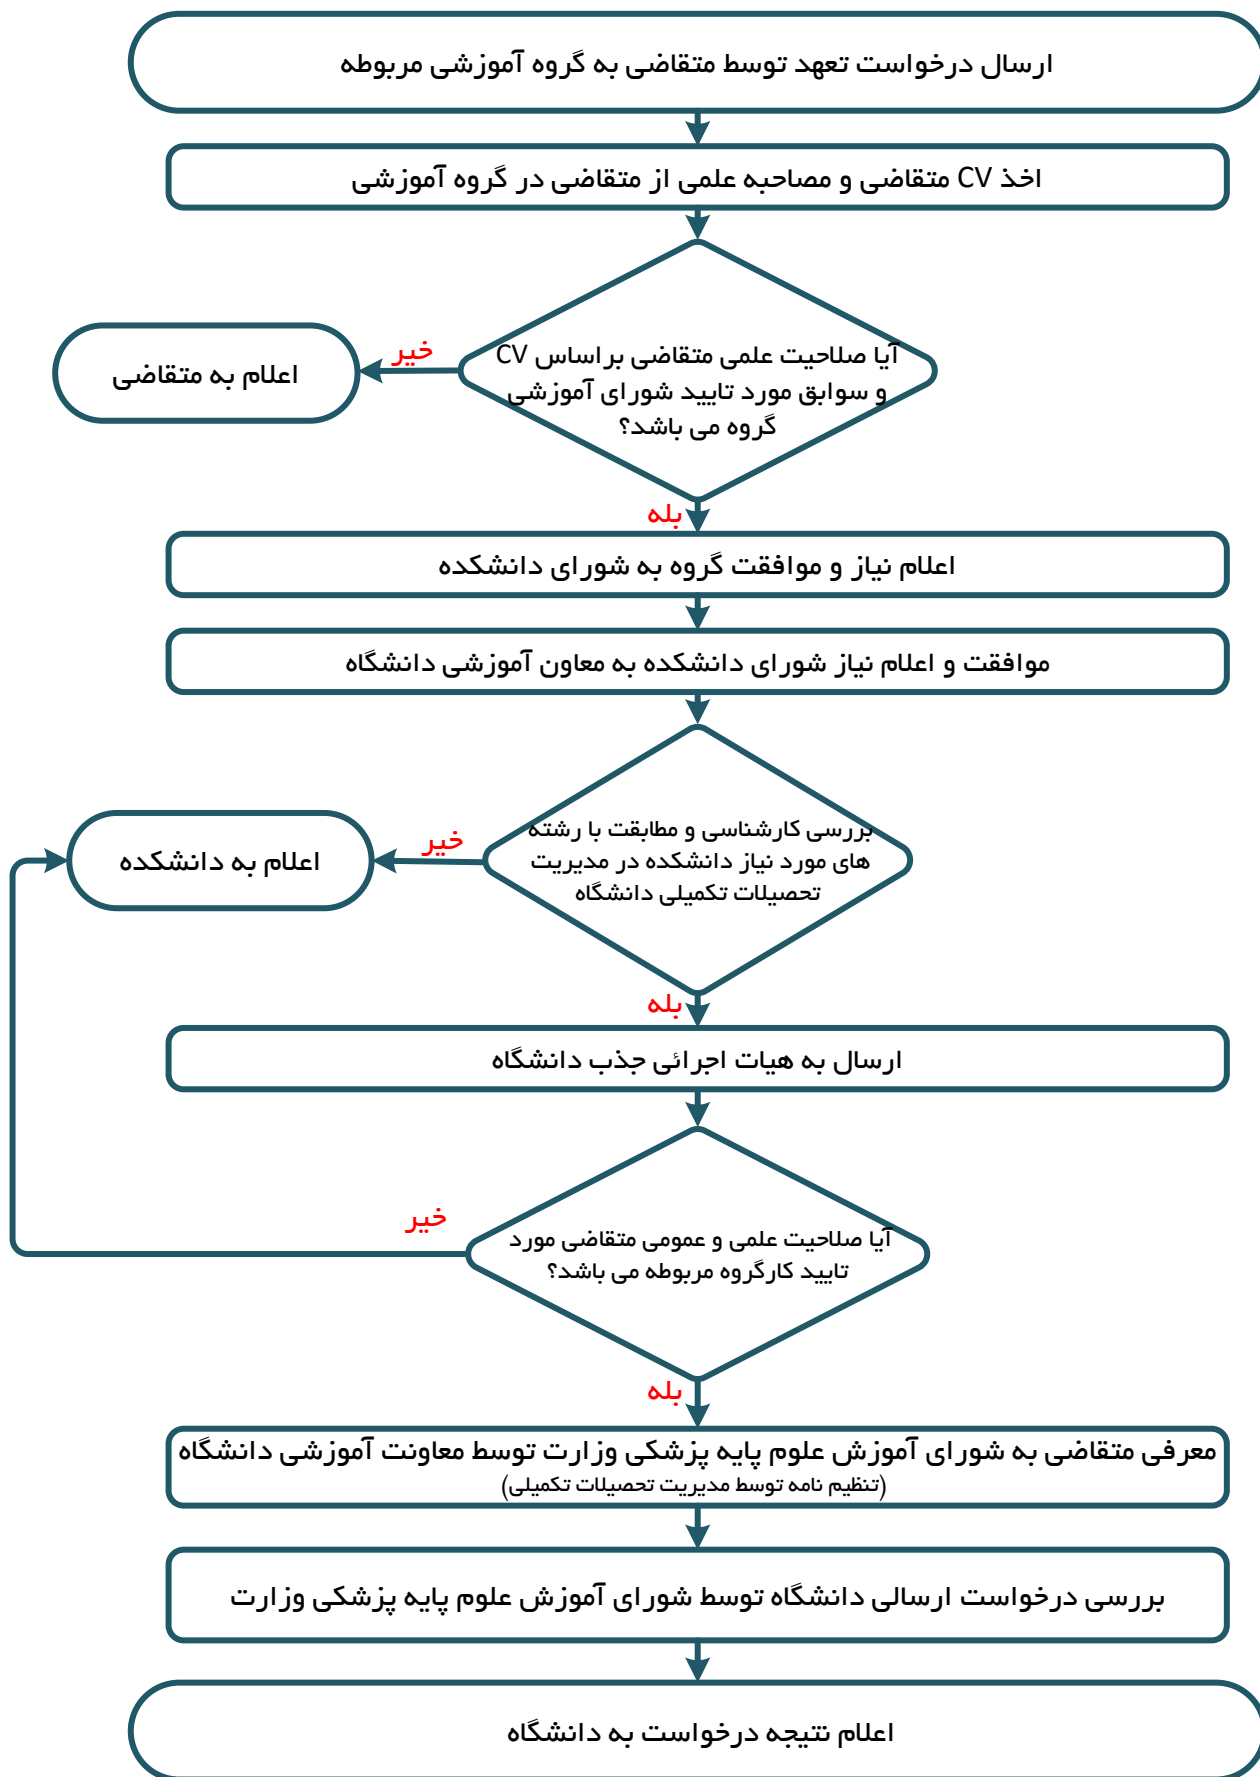 ارسال درخواست تعهد توسط متقاضی به گروه آموزشی مربوطه
اخذ CV متقاضی و مصاحبه علمی از متقاضی در گروه آموزشی
آیا صلاحیت علمی متقاضی براساس CV
و سوابق مورد تایید شورای آموزشی
گروه می باشد؟
خیر
اعلام به متقاضی
بله
اعلام نیاز و موافقت گروه به شورای دانشکده
موافقت و اعلام نیاز شورای دانشکده به معاون آموزشی دانشگاه
بررسی کارشناسی و مطابقت با رشته
های مورد نیاز دانشکده در مدیریت
تحصیلات تکمیلی دانشگاه
خیر
اعلام به دانشکده
بله
ارسال به هیات اجرائی جذب دانشگاه
آیا صلاحیت علمی و عمومی متقاضی مورد
تایید کارگروه مربوطه می باشد؟
خیر
بله
معرفی متقاضی به شورای آموزش علوم پایه پزشکی وزارت توسط معاونت آموزشی دانشگاه
(تنظیم نامه توسط مدیریت تحصیلات تکمیلی)
بررسی درخواست ارسالی دانشگاه توسط شورای آموزش علوم پایه پزشکی وزارت
اعلام نتیجه درخواست به دانشگاه